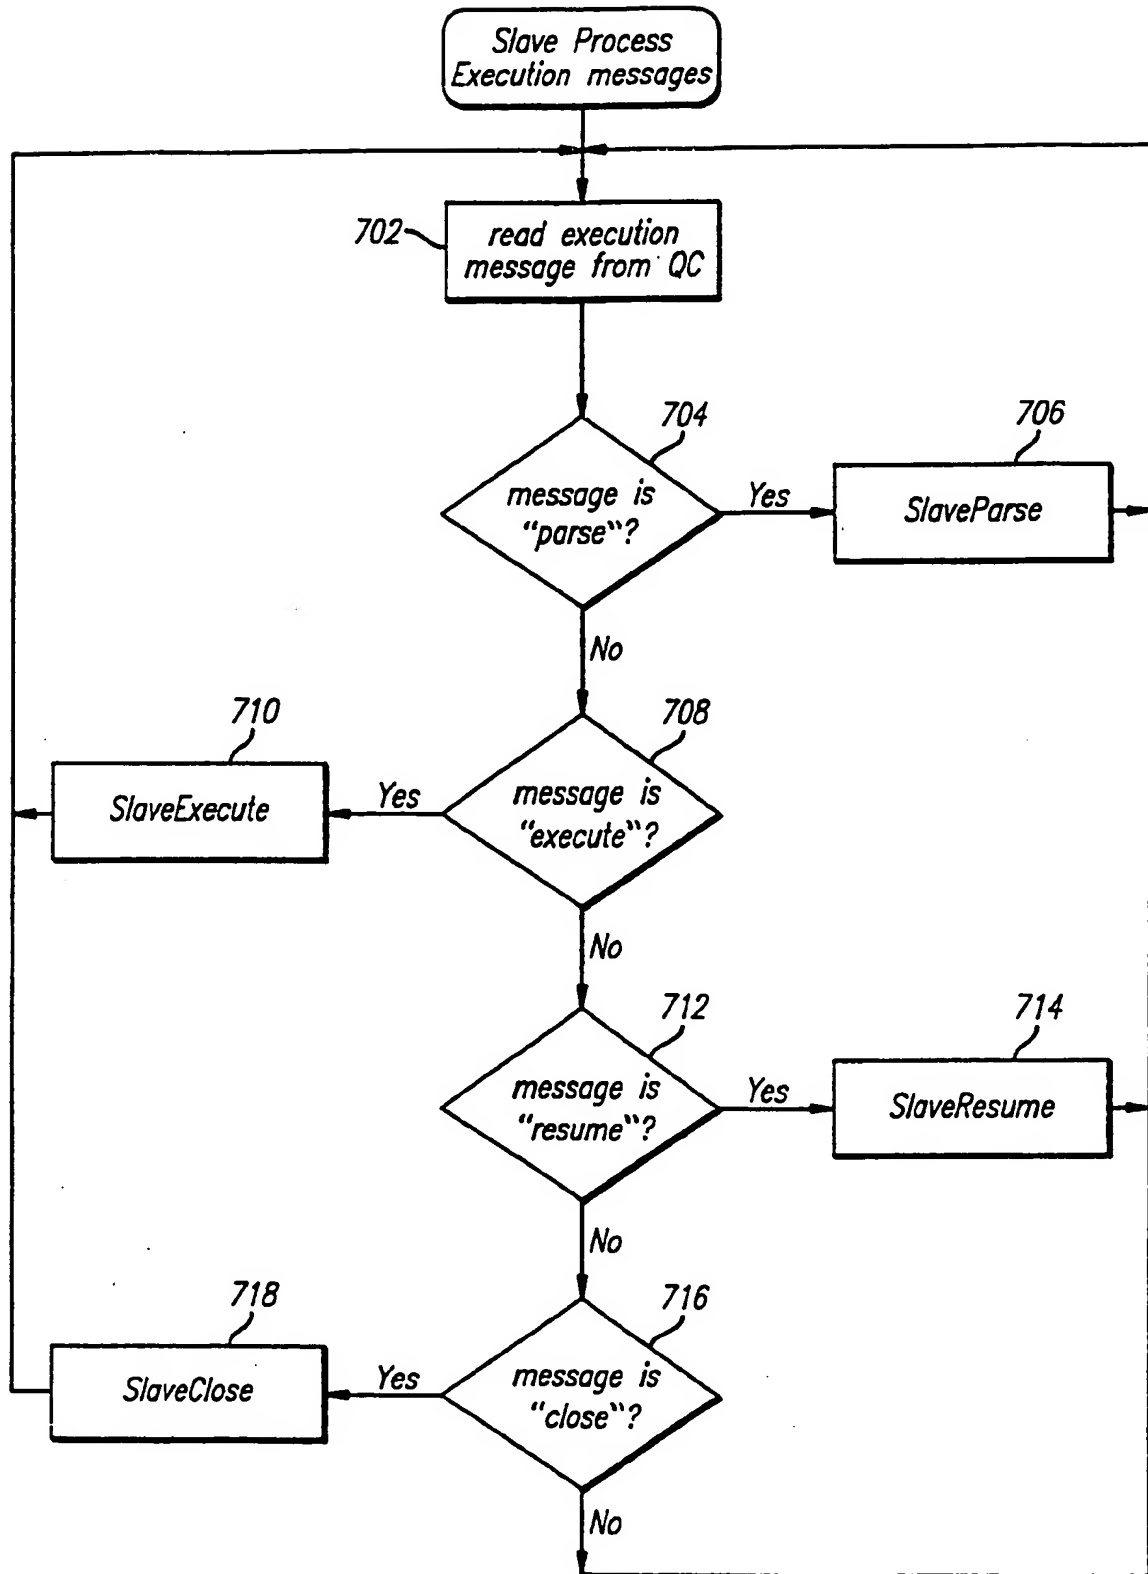 Slave Process
Execution messages
702
read execution
message from QC
704
message is
"parse"?
Yes
706
SlaveParse
No
710
SlaveExecute
Yes
708
message is
"execute"?
No
712
message is
"resume"?
Yes
714
SlaveResume
No
718
SlaveClose
Yes
716
message is
"close"?
No